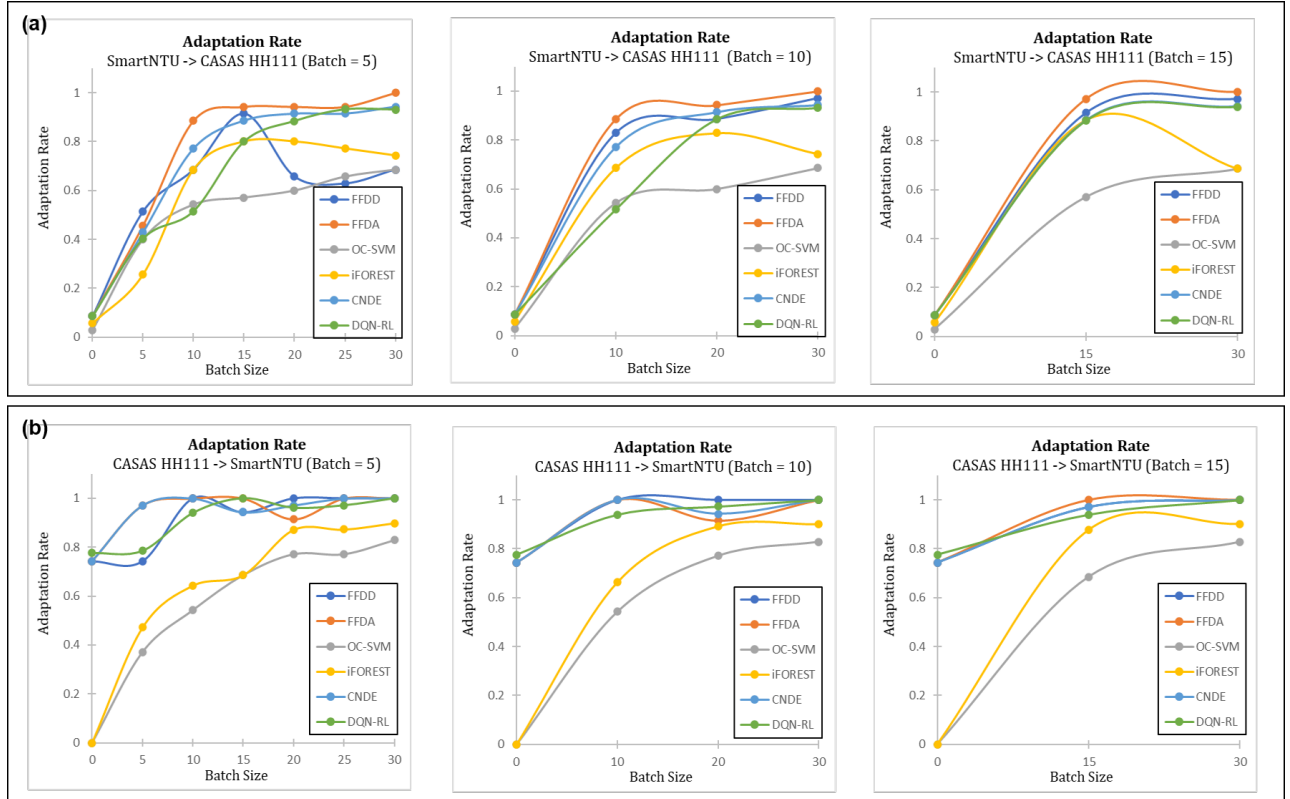 (a)
Adaptation Rate
SmartNTU -> CASAS HH111 (Batch = 5)
Adaptation Rate
1
0.8
0.6
0.4
0.2
0
0 5 10 15 20 25 30
Batch Size
FFDD
FFDA
OC-SVM
iFOREST
CNDE
DQN-RL
Adaptation Rate
SmartNTU -> CASAS HH111 (Batch = 10)
Adaptation Rate
1
0.8
0.6
0.4
0.2
0
0 10 20 30
Batch Size
FFDD
FFDA
OC-SVM
iFOREST
CNDE
DQN-RL
Adaptation Rate
SmartNTU -> CASAS HH111 (Batch = 15)
Adaptation Rate
1
0.8
0.6
0.4
0.2
0
0 15 30
Batch Size
FFDD
FFDA
OC-SVM
iFOREST
CNDE
DQN-RL
(b)
Adaptation Rate
CASAS HH111 -> SmartNTU (Batch = 5)
Adaptation Rate
1
0.8
0.6
0.4
0.2
0
0 5 10 15 20 25 30
Batch Size
FFDD
FFDA
OC-SVM
iFOREST
CNDE
DQN-RL
Adaptation Rate
CASAS HH111 -> SmartNTU (Batch = 10)
Adaptation Rate
1
0.8
0.6
0.4
0.2
0
0 10 20 30
Batch Size
FFDD
FFDA
OC-SVM
iFOREST
CNDE
DQN-RL
Adaptation Rate
CASAS HH111 -> SmartNTU (Batch = 15)
Adaptation Rate
1
0.8
0.6
0.4
0.2
0
0 15 30
Batch Size
FFDD
FFDA
OC-SVM
iFOREST
CNDE
DQN-RL